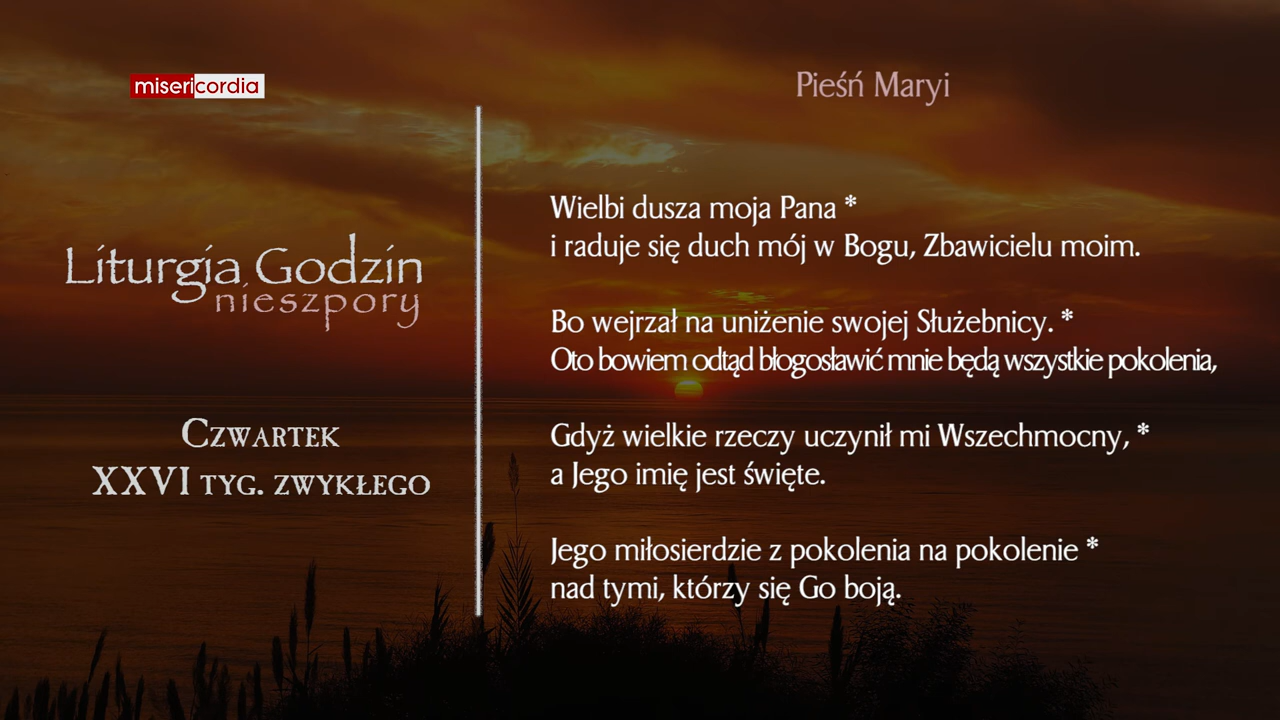 misericordia
Liturgia Godzin
nieszpory
Czwartek
XXVI tyg. zwykłego
Pieśń Maryi
Wielbi dusza moja Pana *
i raduje się duch mój w Bogu, Zbawicielu moim.
Bo wejrzał na uniżenie swojej Służebnicy. *
Oto bowiem odtąd błogosławić mnie będą wszystkie pokolenia,
Gdyż wielkie rzeczy uczynił mi Wszechmocny, *
a Jego imię jest święte.
Jego miłosierdzie z pokolenia na pokolenie *
nad tymi, którzy się Go boją.